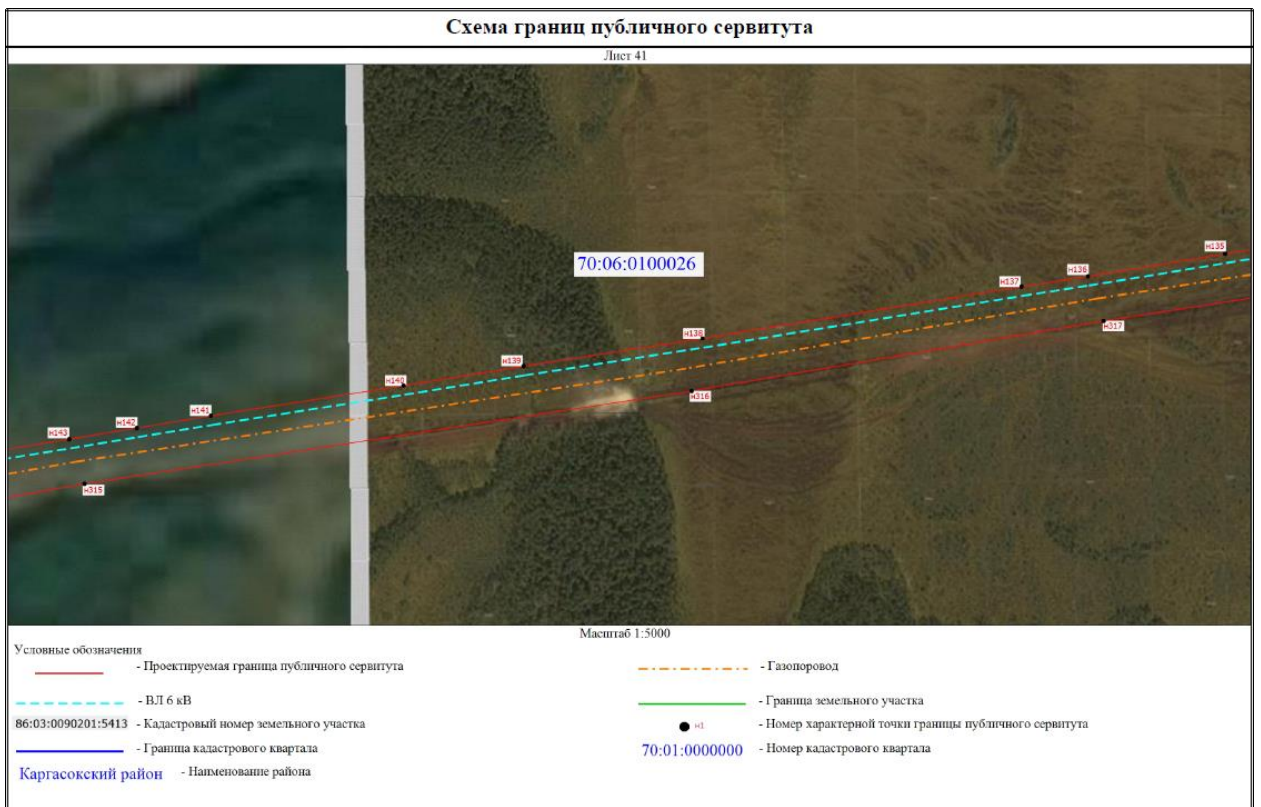 Схема границ публичного сервитута
Лист 41
70:06:0100026
н135
н136
н137
н138
н139
н140
н141
н142
н143
н317
н316
н315
Масштаб 1:5000
Условные обозначения
- Проектируемая граница публичного сервитута
- Газопоровод
- ВЛ 6 кВ
- Граница земельного участка
86:03:0090201:5413 - Кадастровый номер земельного участка
н1 - Номер характерной точки границы публичного сервитута
- Граница кадастрового квартала
70:01:0000000 - Номер кадастрового квартала
Каргасокский район - Наименование района